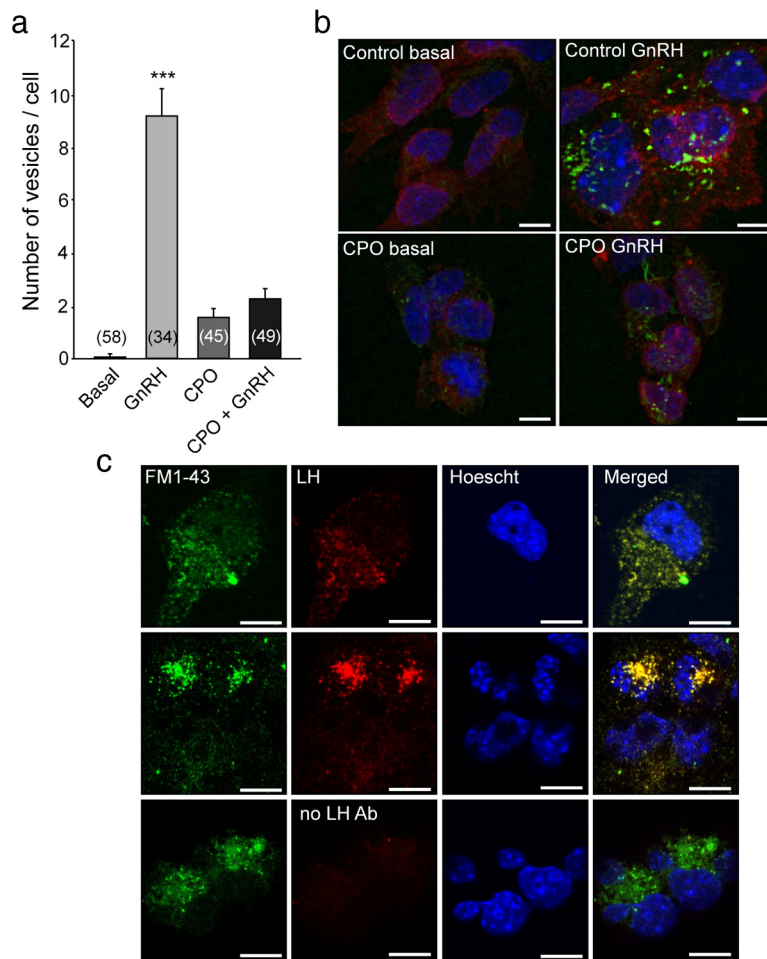 a
Number of vesicles / cell
12
10
8
6
4
2
0
***
(58)
(34)
(45)
(49)
Basal
GnRH
CPO
CPO + GnRH
b
Control basal
Control GnRH
CPO basal
CPO GnRH
c
FM1-43
LH
Hoescht
Merged
no LH Ab